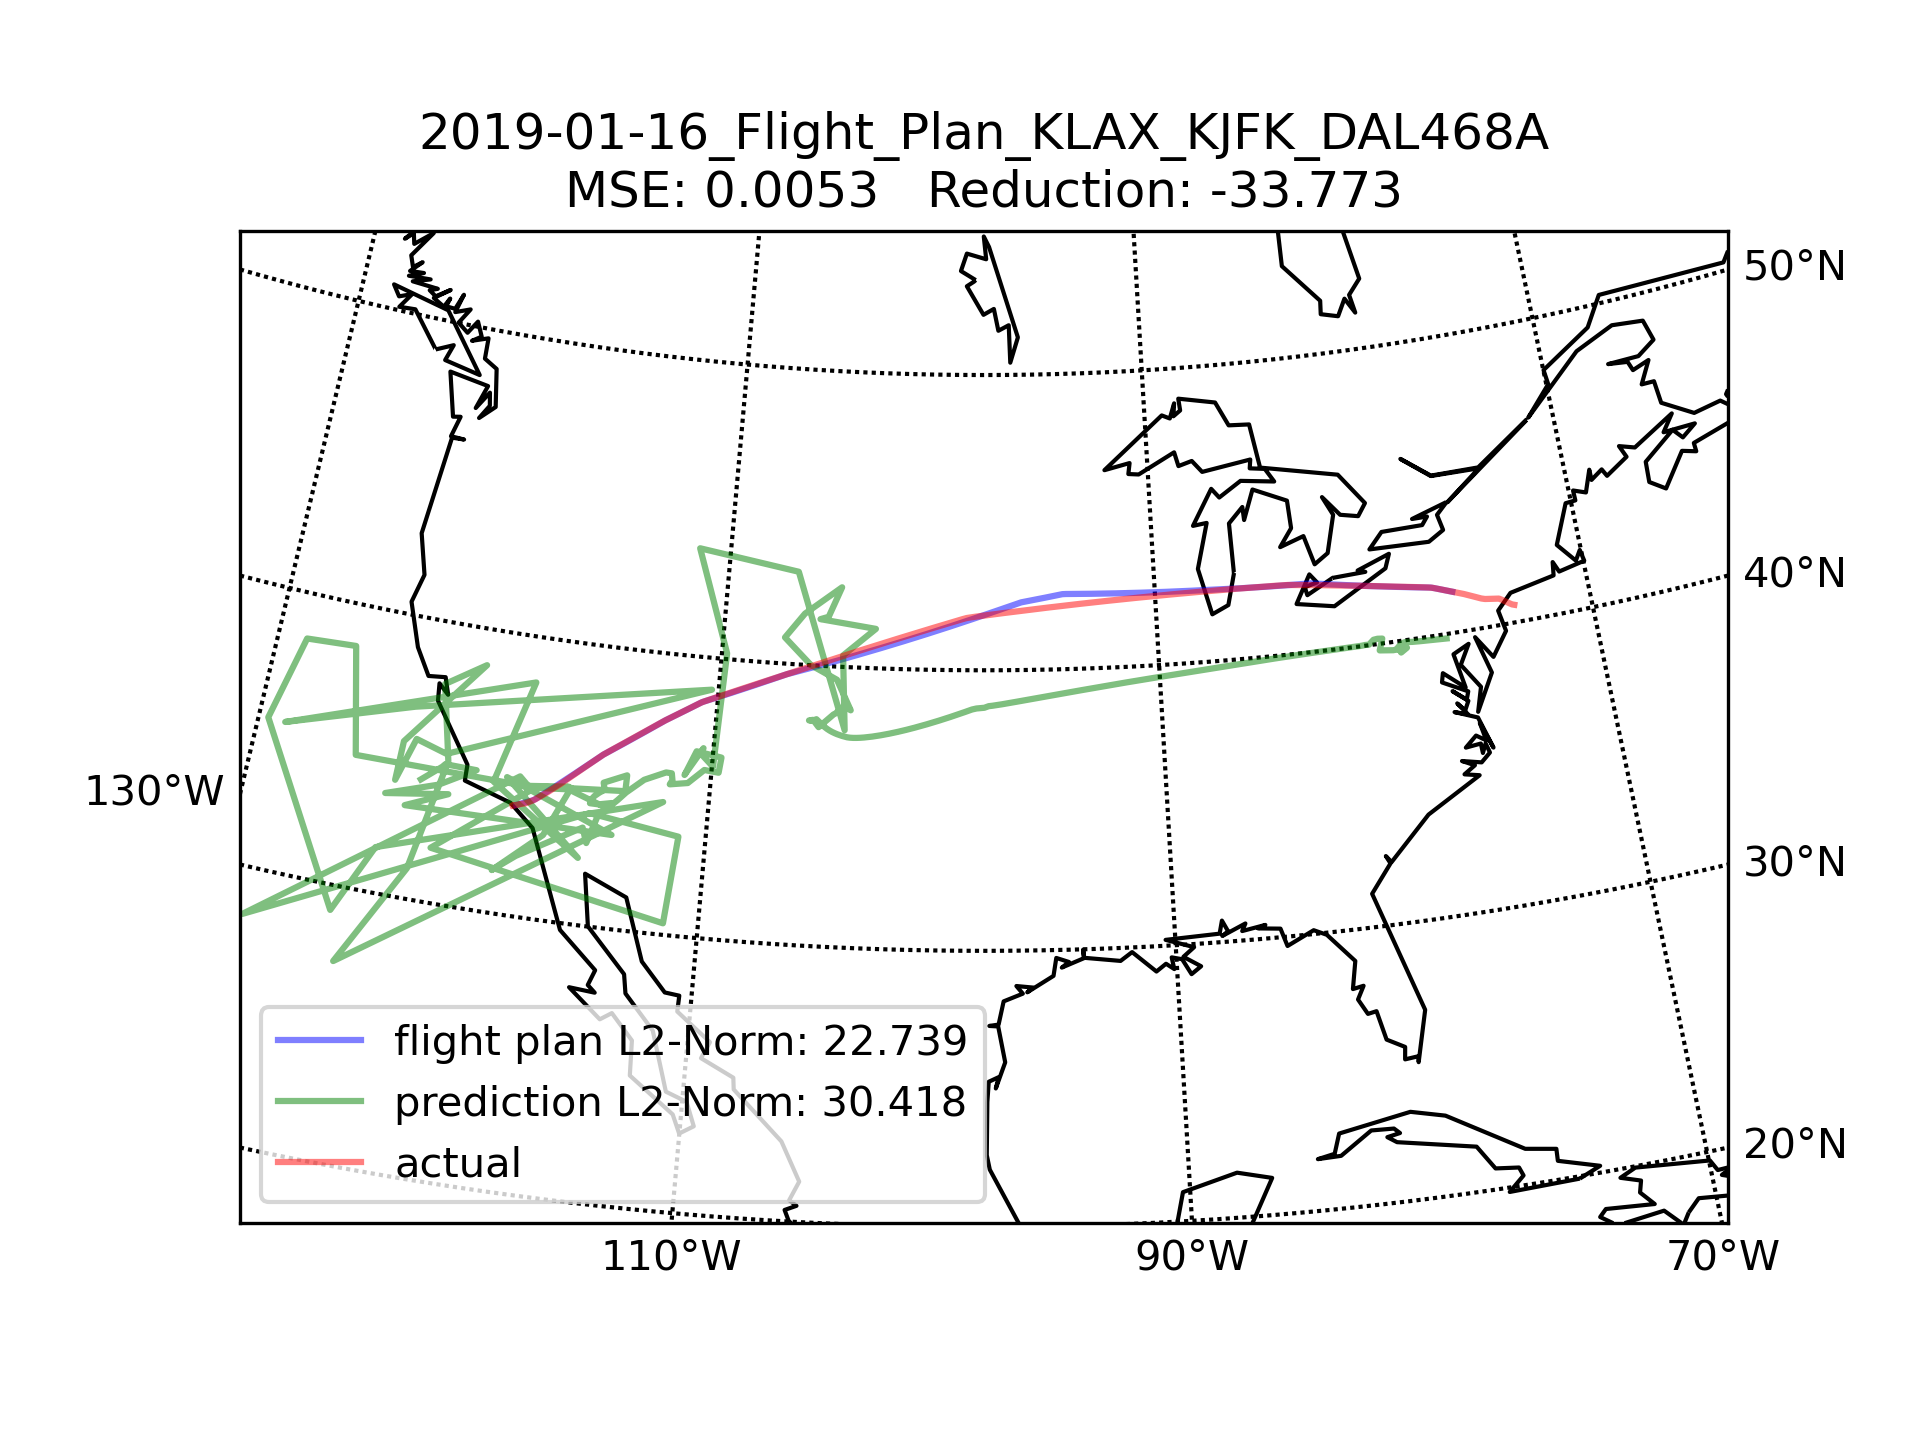 2019-01-16_Flight_Plan_KLAX_KJFK_DAL468A
MSE: 0.0053   Reduction: -33.773
50°N
40°N
130°W
30°N
20°N
flight plan L2-Norm: 22.739
prediction L2-Norm: 30.418
actual
110°W
90°W
70°W